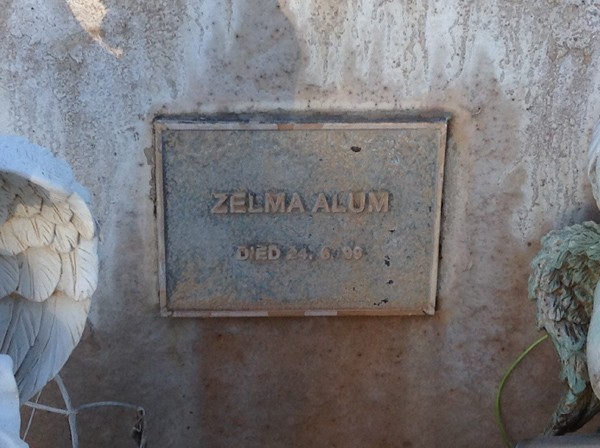 ZELMA ALUM
DIED 24. 6. 99